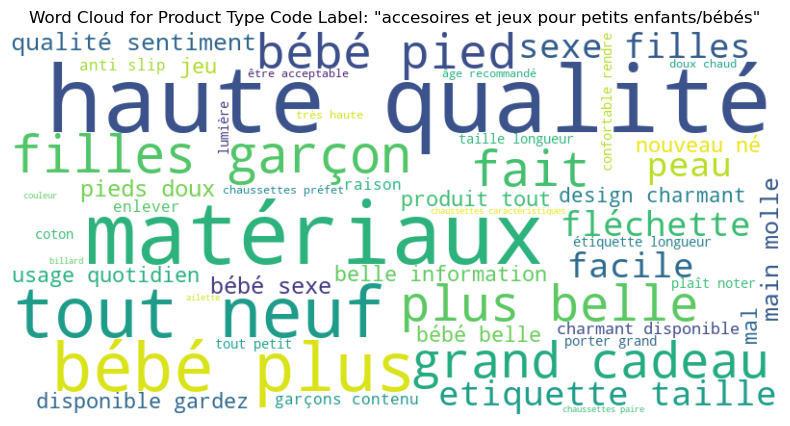 Word Cloud for Product Type Code Label: "accesoires et jeux pour petits enfants/bébés"
qualité sentiment
bébé pied
sexe filles
anti slip
jeu
être acceptable
âge recommandé
doux chaud
haute qualité
lumière
très haute
confortable rendre
filles garçon
taille longueur
nouveau né
fait
peau
couleur
pieds doux
chaussettes préfet
raison
enlever
produit tout
design charmant
chaussettes caractéristiques
matériaux
fléchette
coton
étiquette longueur
main molle
billard
usage quotidien
bébé sexe
belle information
facile
plaît noter
ailette
tout neuf
plus belle
mal
bébé belle
charmant disponible
tout petit
porter grand
bébé plus
grand cadeau
disponible gardez
garçons contenu
etiquette taille
chaussettes paire